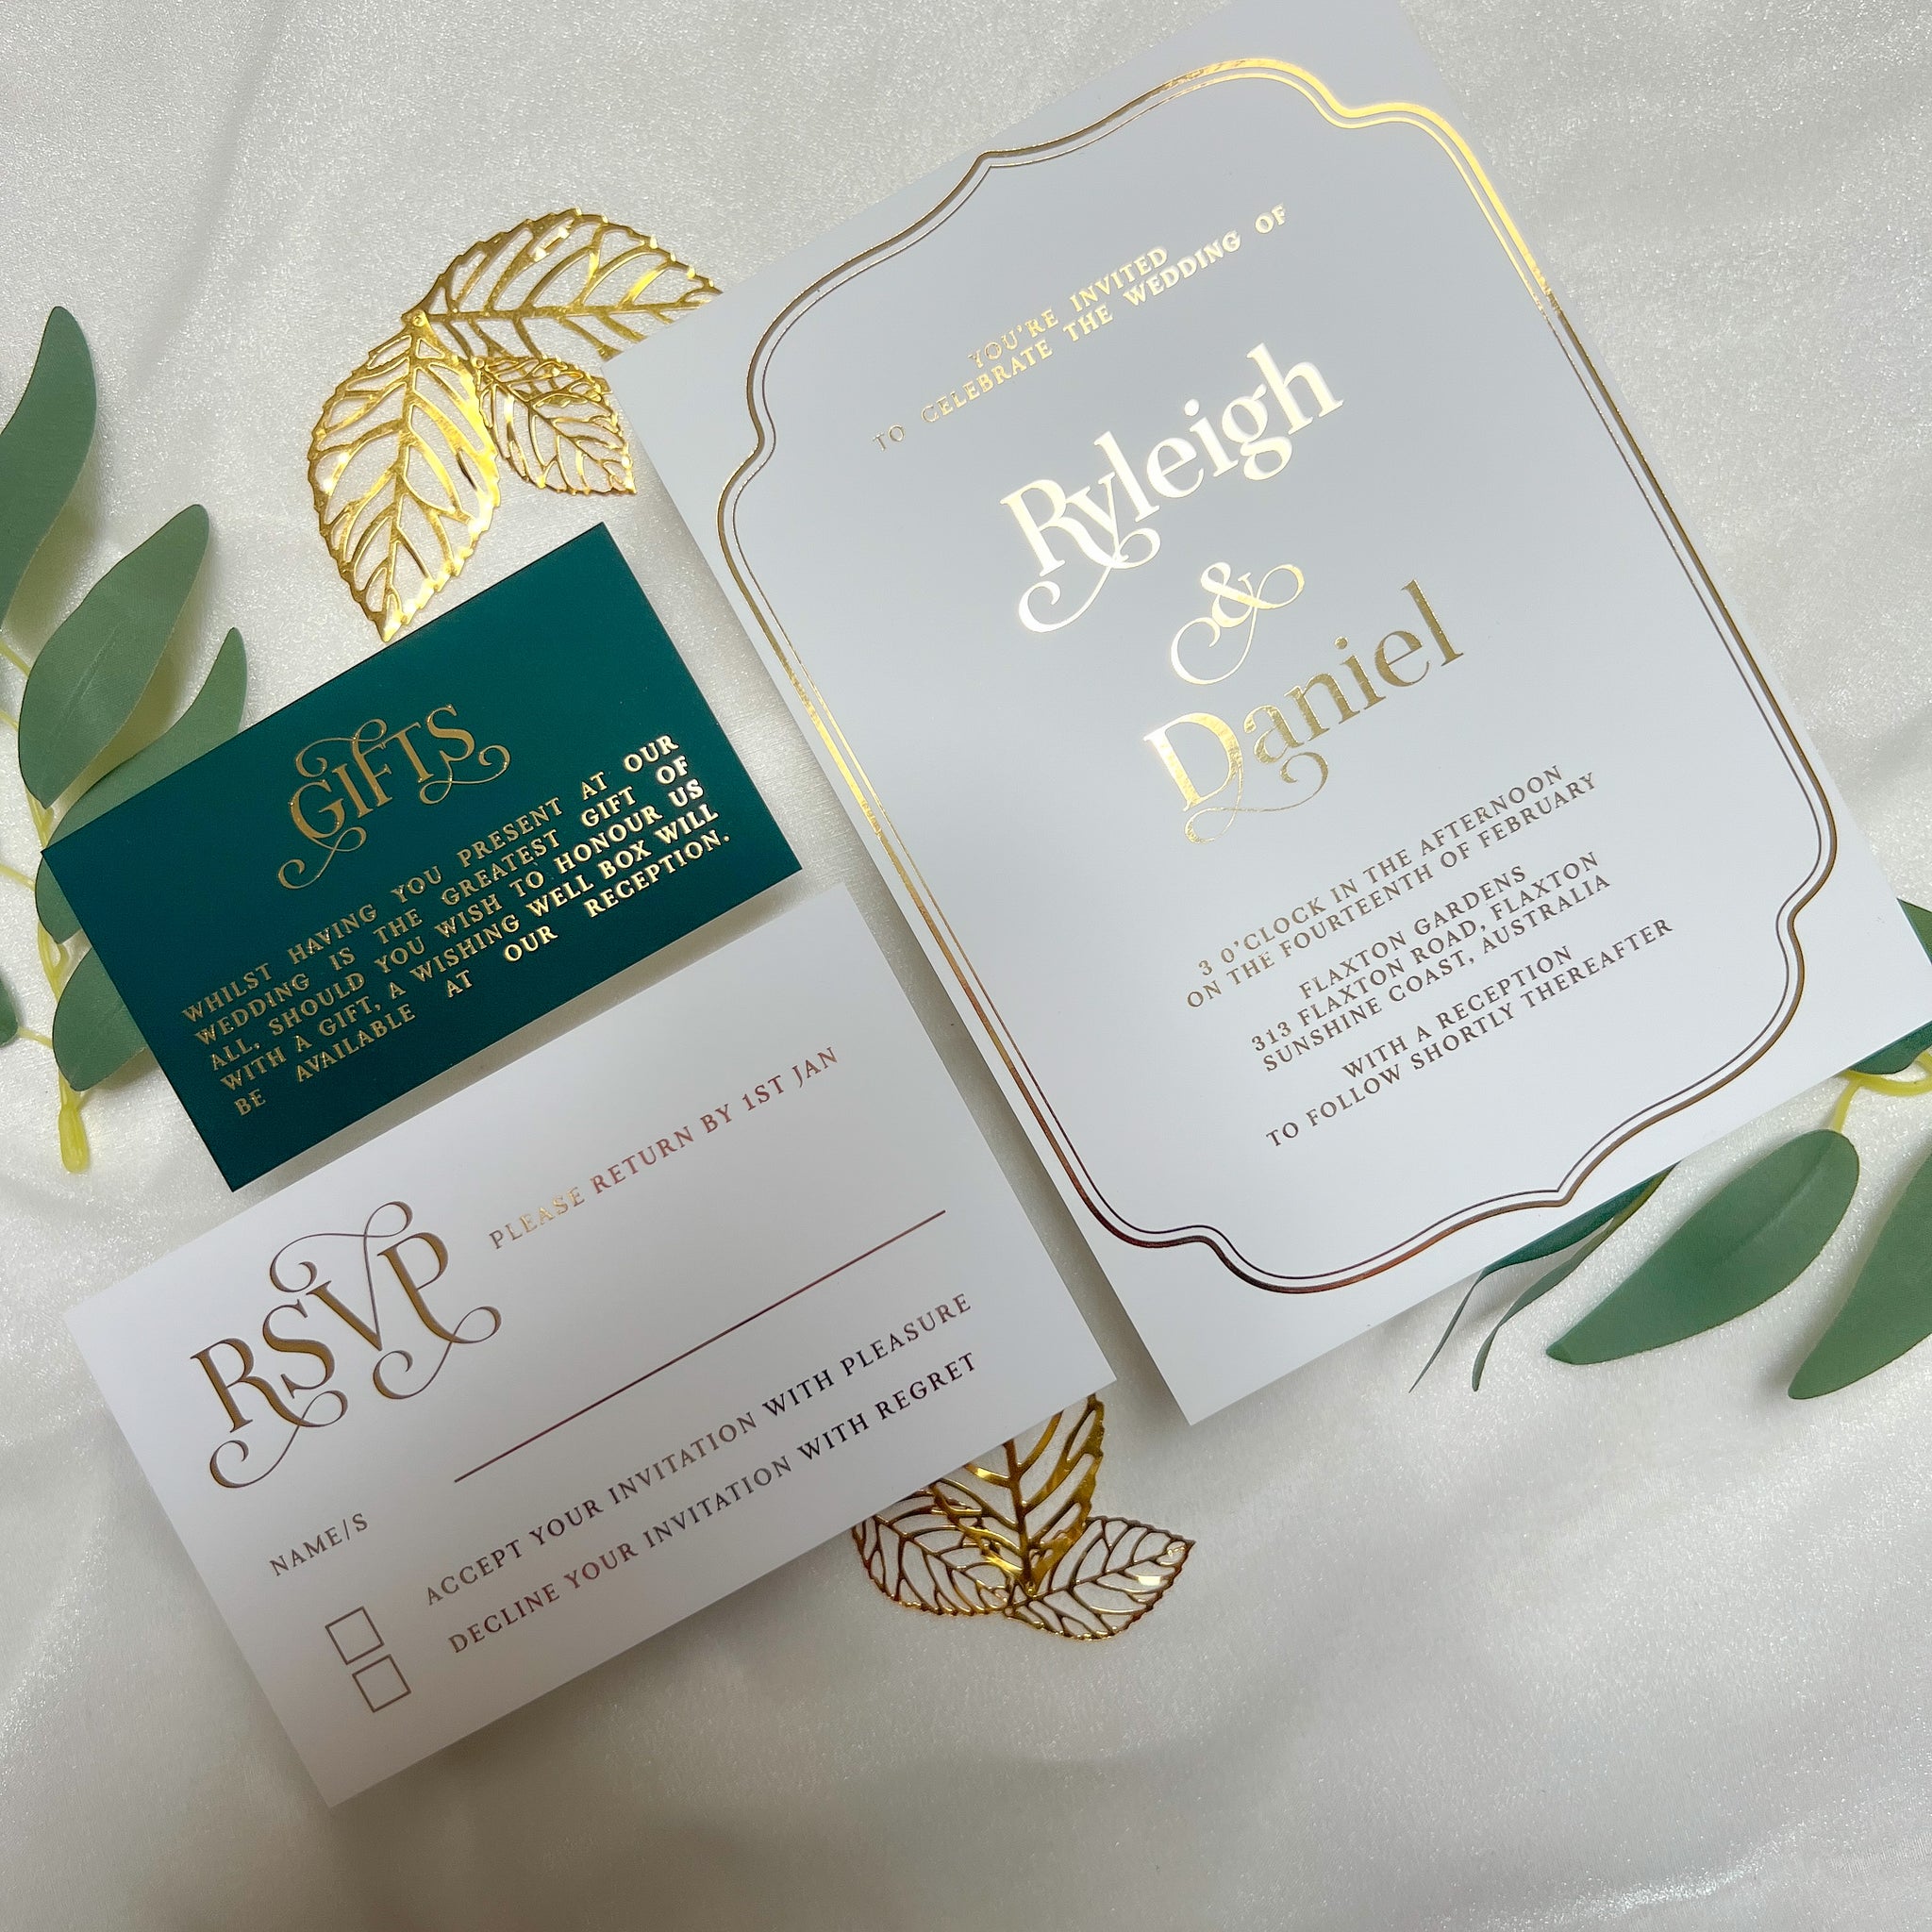 YOU'RE INVITED
TO CELEBRATE THE WEDDING OF
Ryleigh
&
Daniel
3 O'CLOCK IN THE AFTERNOON
ON THE FOURTEENTH OF FEBRUARY
FLAXTON GARDENS
313 FLAXTON ROAD, FLAXTON
SUNSHINE COAST, AUSTRALIA
WITH A RECEPTION
TO FOLLOW SHORTLY THEREAFTER
GIFTS
WHILST HAVING YOU PRESENT AT OUR
WEDDING IS THE GREATEST GIFT OF
ALL, SHOULD YOU WISH TO HONOUR US
WITH A GIFT, A WISHING WELL BOX WILL
BE AVAILABLE AT OUR RECEPTION.
RSVP
PLEASE RETURN BY 1ST JAN
NAME/S
ACCEPT YOUR INVITATION WITH PLEASURE
DECLINE YOUR INVITATION WITH REGRET